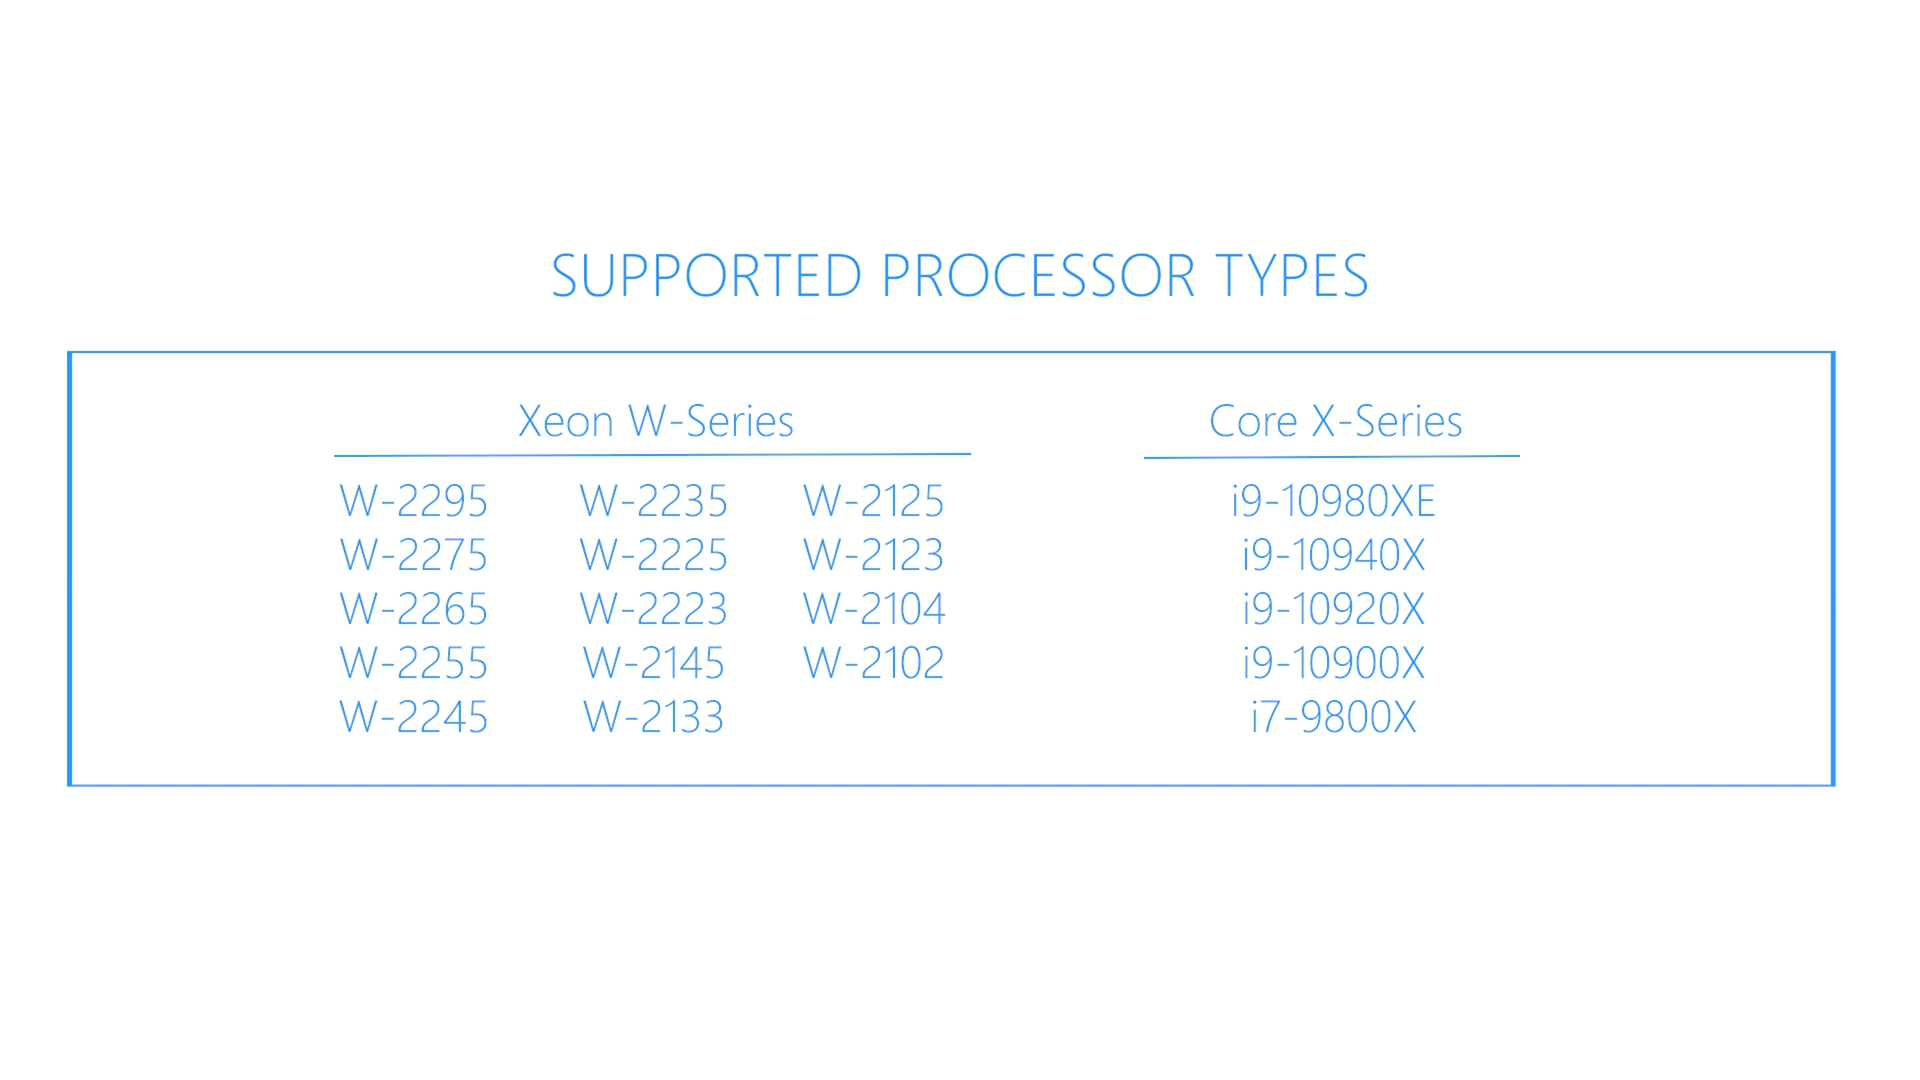 SUPPORTED PROCESSOR TYPES
Xeon W-Series
W-2295 W-2235 W-2125
W-2275 W-2225 W-2123
W-2265 W-2223 W-2104
W-2255 W-2145 W-2102
W-2245 W-2133
Core X-Series
i9-10980XE
i9-10940X
i9-10920X
i9-10900X
i7-9800X